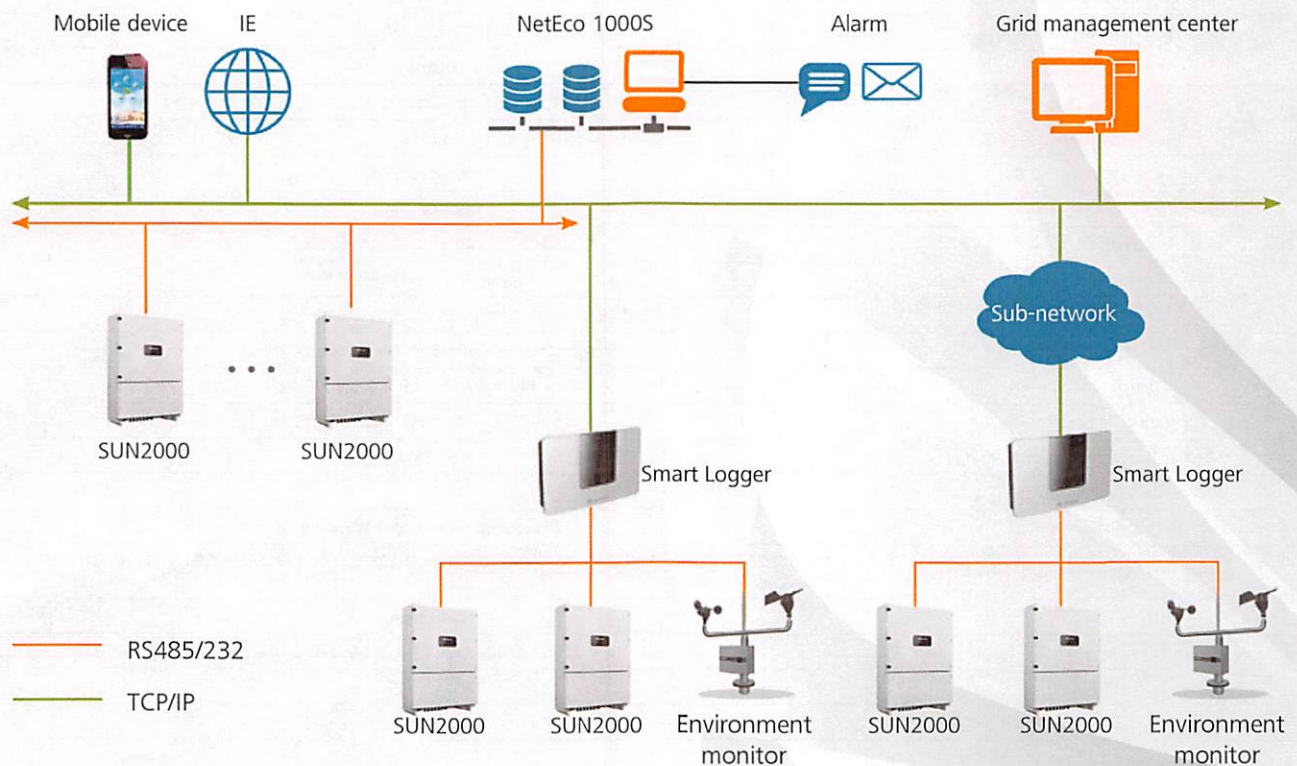 Mobile device
IE
NetEco 1000S
Alarm
Grid management center
Sub-network
SUN2000
SUN2000
Smart Logger
Smart Logger
RS485/232
TCP/IP
SUN2000
SUN2000
Environment
monitor
SUN2000
SUN2000
Environment
monitor